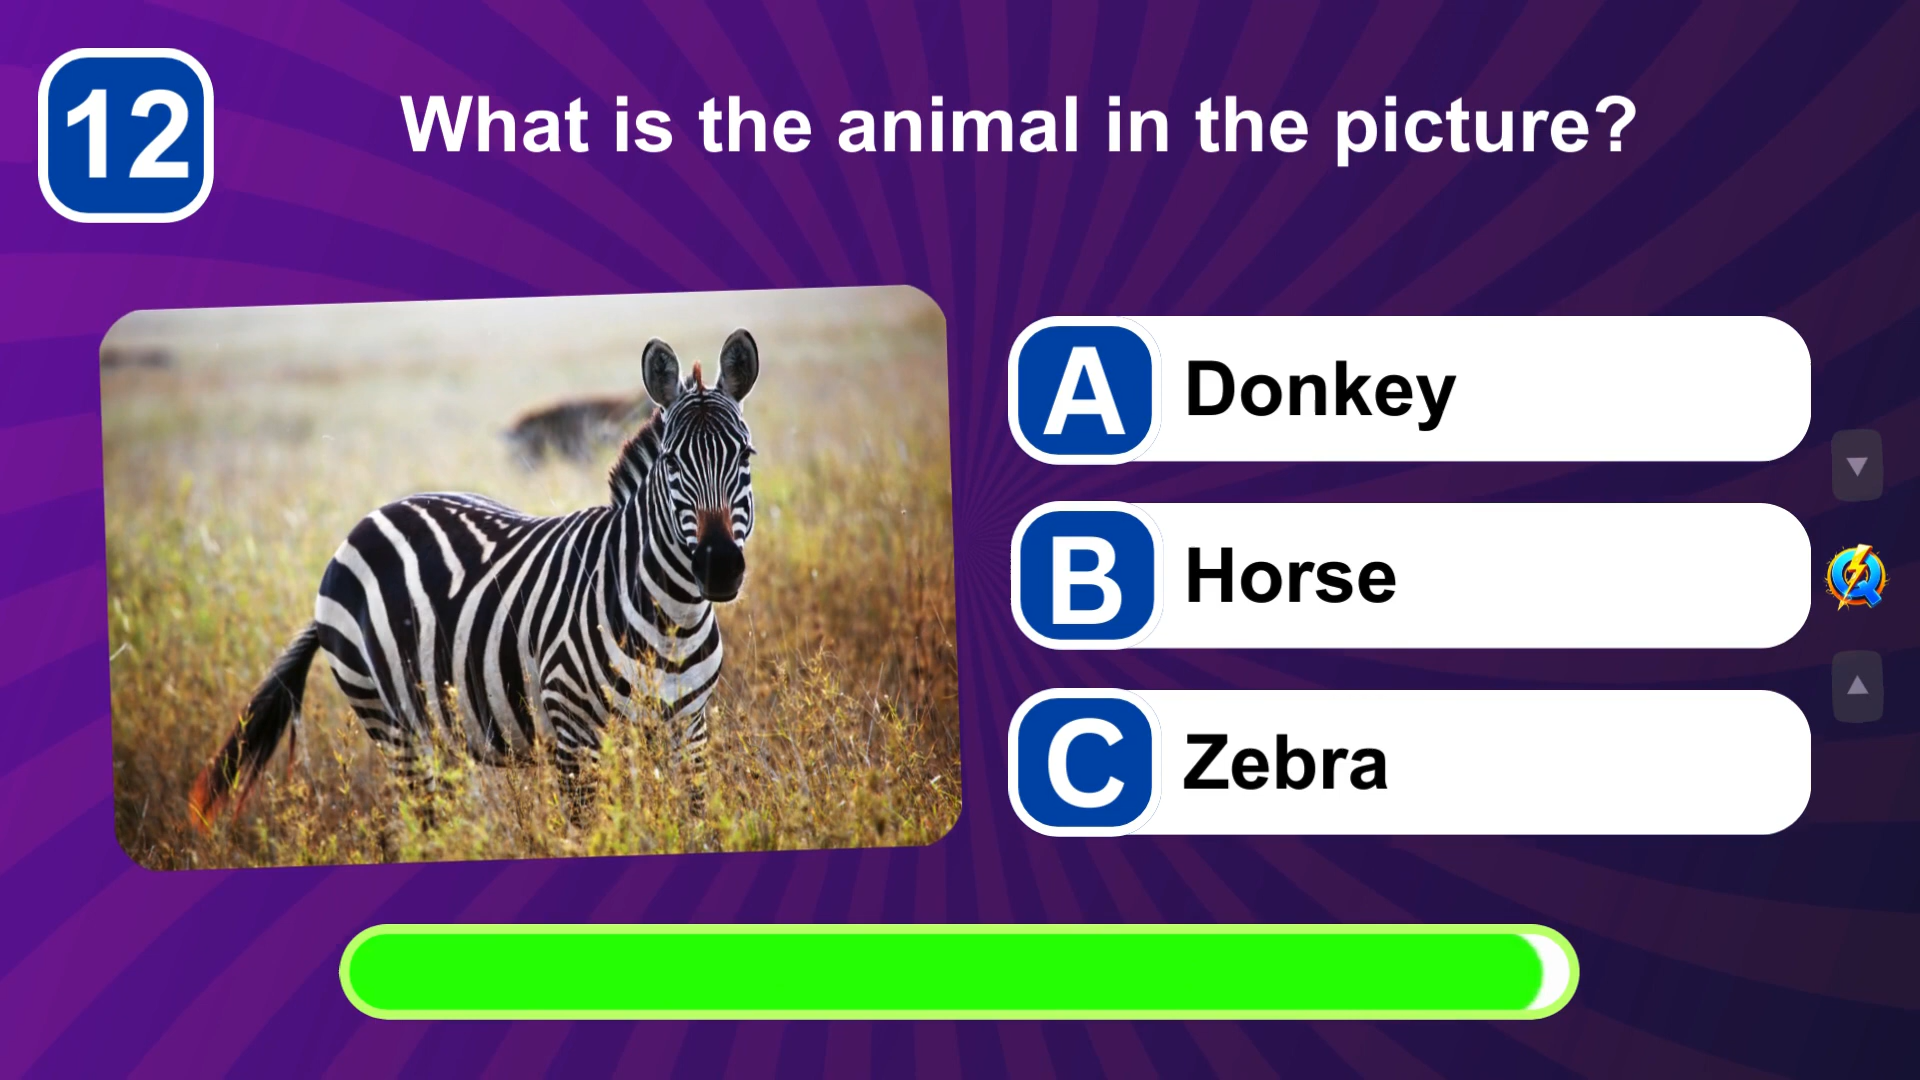 12
What is the animal in the picture?
A Donkey
B Horse
C Zebra